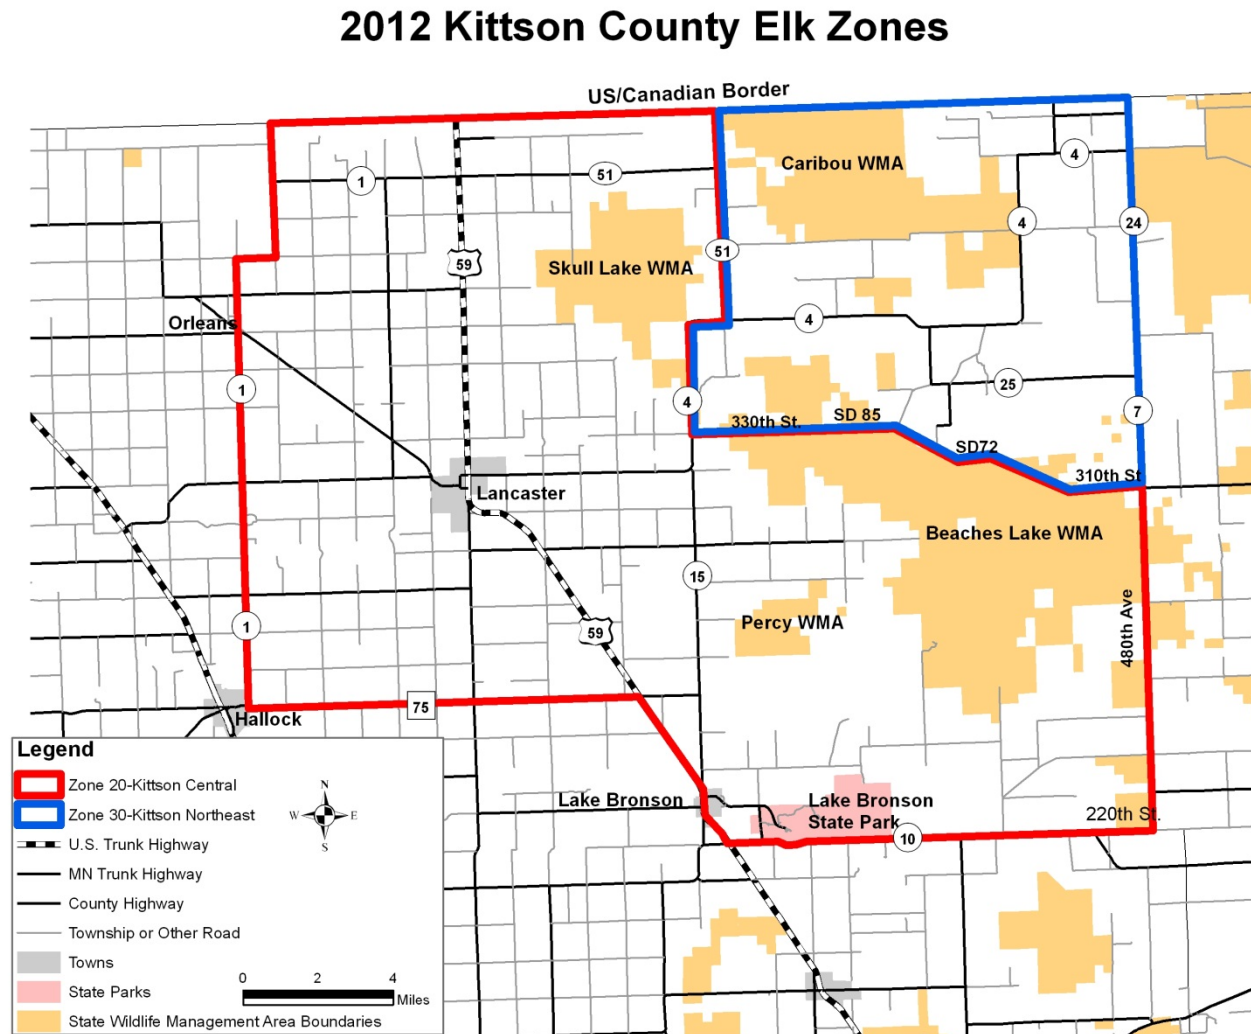 2012 Kittson County Elk Zones
US/Canadian Border
Caribou WMA
4
4
1
51
4
24
51
59
Skull Lake WMA
Orleans
4
1
4
25
7
330th St.
SD 85
SD72
310th St
Lancaster
Beaches Lake WMA
15
480th Ave
1
59
Percy WMA
75
Hallock
Lake Bronson
Lake Bronson
State Park
10
220th St.
Legend
Zone 20-Kittson Central
Zone 30-Kittson Northeast
U.S. Trunk Highway
MN Trunk Highway
County Highway
Township or Other Road
Towns
State Parks
State Wildlife Management Area Boundaries
N
W E
S
0 2 4
Miles